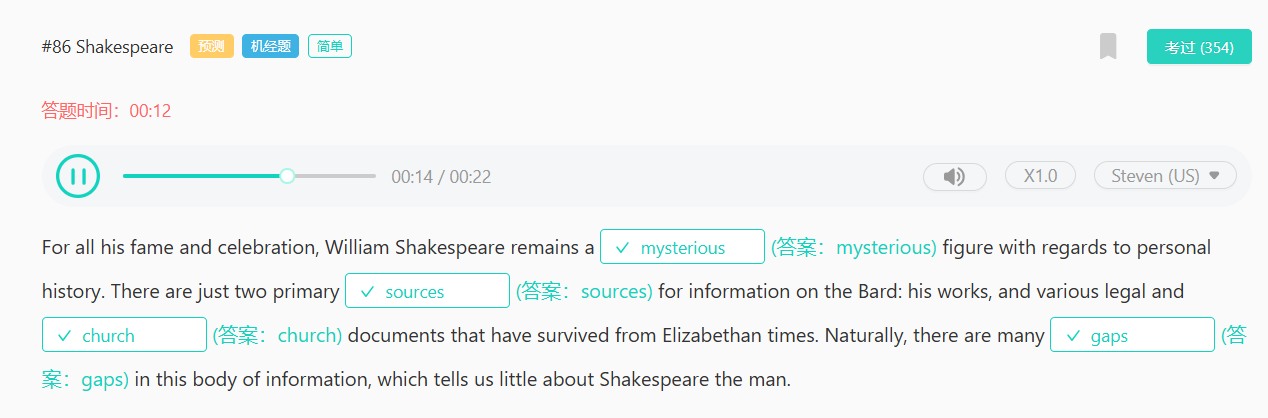 #86 Shakespeare 预测 机经题 简单 考过 (354)
答题时间：00:12
00:14 / 00:22 X1.0 Steven (US)
For all his fame and celebration, William Shakespeare remains a mysterious (答案：mysterious) figure with regards to personal
history. There are just two primary sources (答案：sources) for information on the Bard: his works, and various legal and
church (答案：church) documents that have survived from Elizabethan times. Naturally, there are many gaps (答
案：gaps) in this body of information, which tells us little about Shakespeare the man.